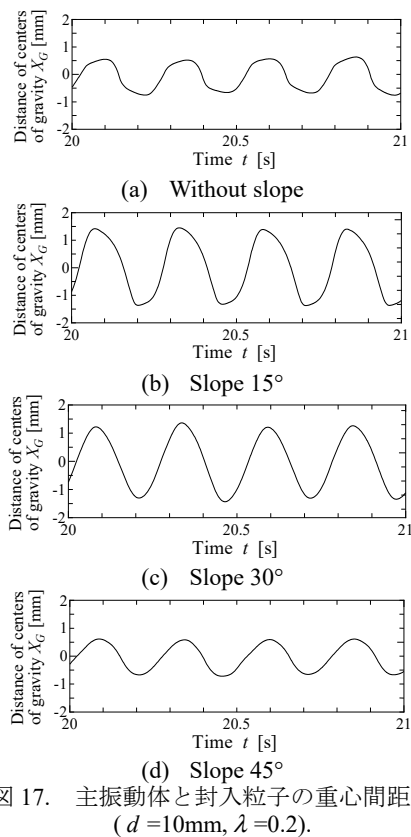 Distance of centers
of gravity X_G [mm]
2
1
0
-1
-2
20
20.5
21
Time t [s]
(a) Without slope
Distance of centers
of gravity X_G [mm]
2
1
0
-1
-2
20
20.5
21
Time t [s]
(b) Slope 15°
Distance of centers
of gravity X_G [mm]
2
1
0
-1
-2
20
20.5
21
Time t [s]
(c) Slope 30°
Distance of centers
of gravity X_G [mm]
2
1
0
-1
-2
20
20.5
21
Time t [s]
(d) Slope 45°
図 17. 主振動体と封入粒子の重心間距
( d =10mm, λ =0.2).